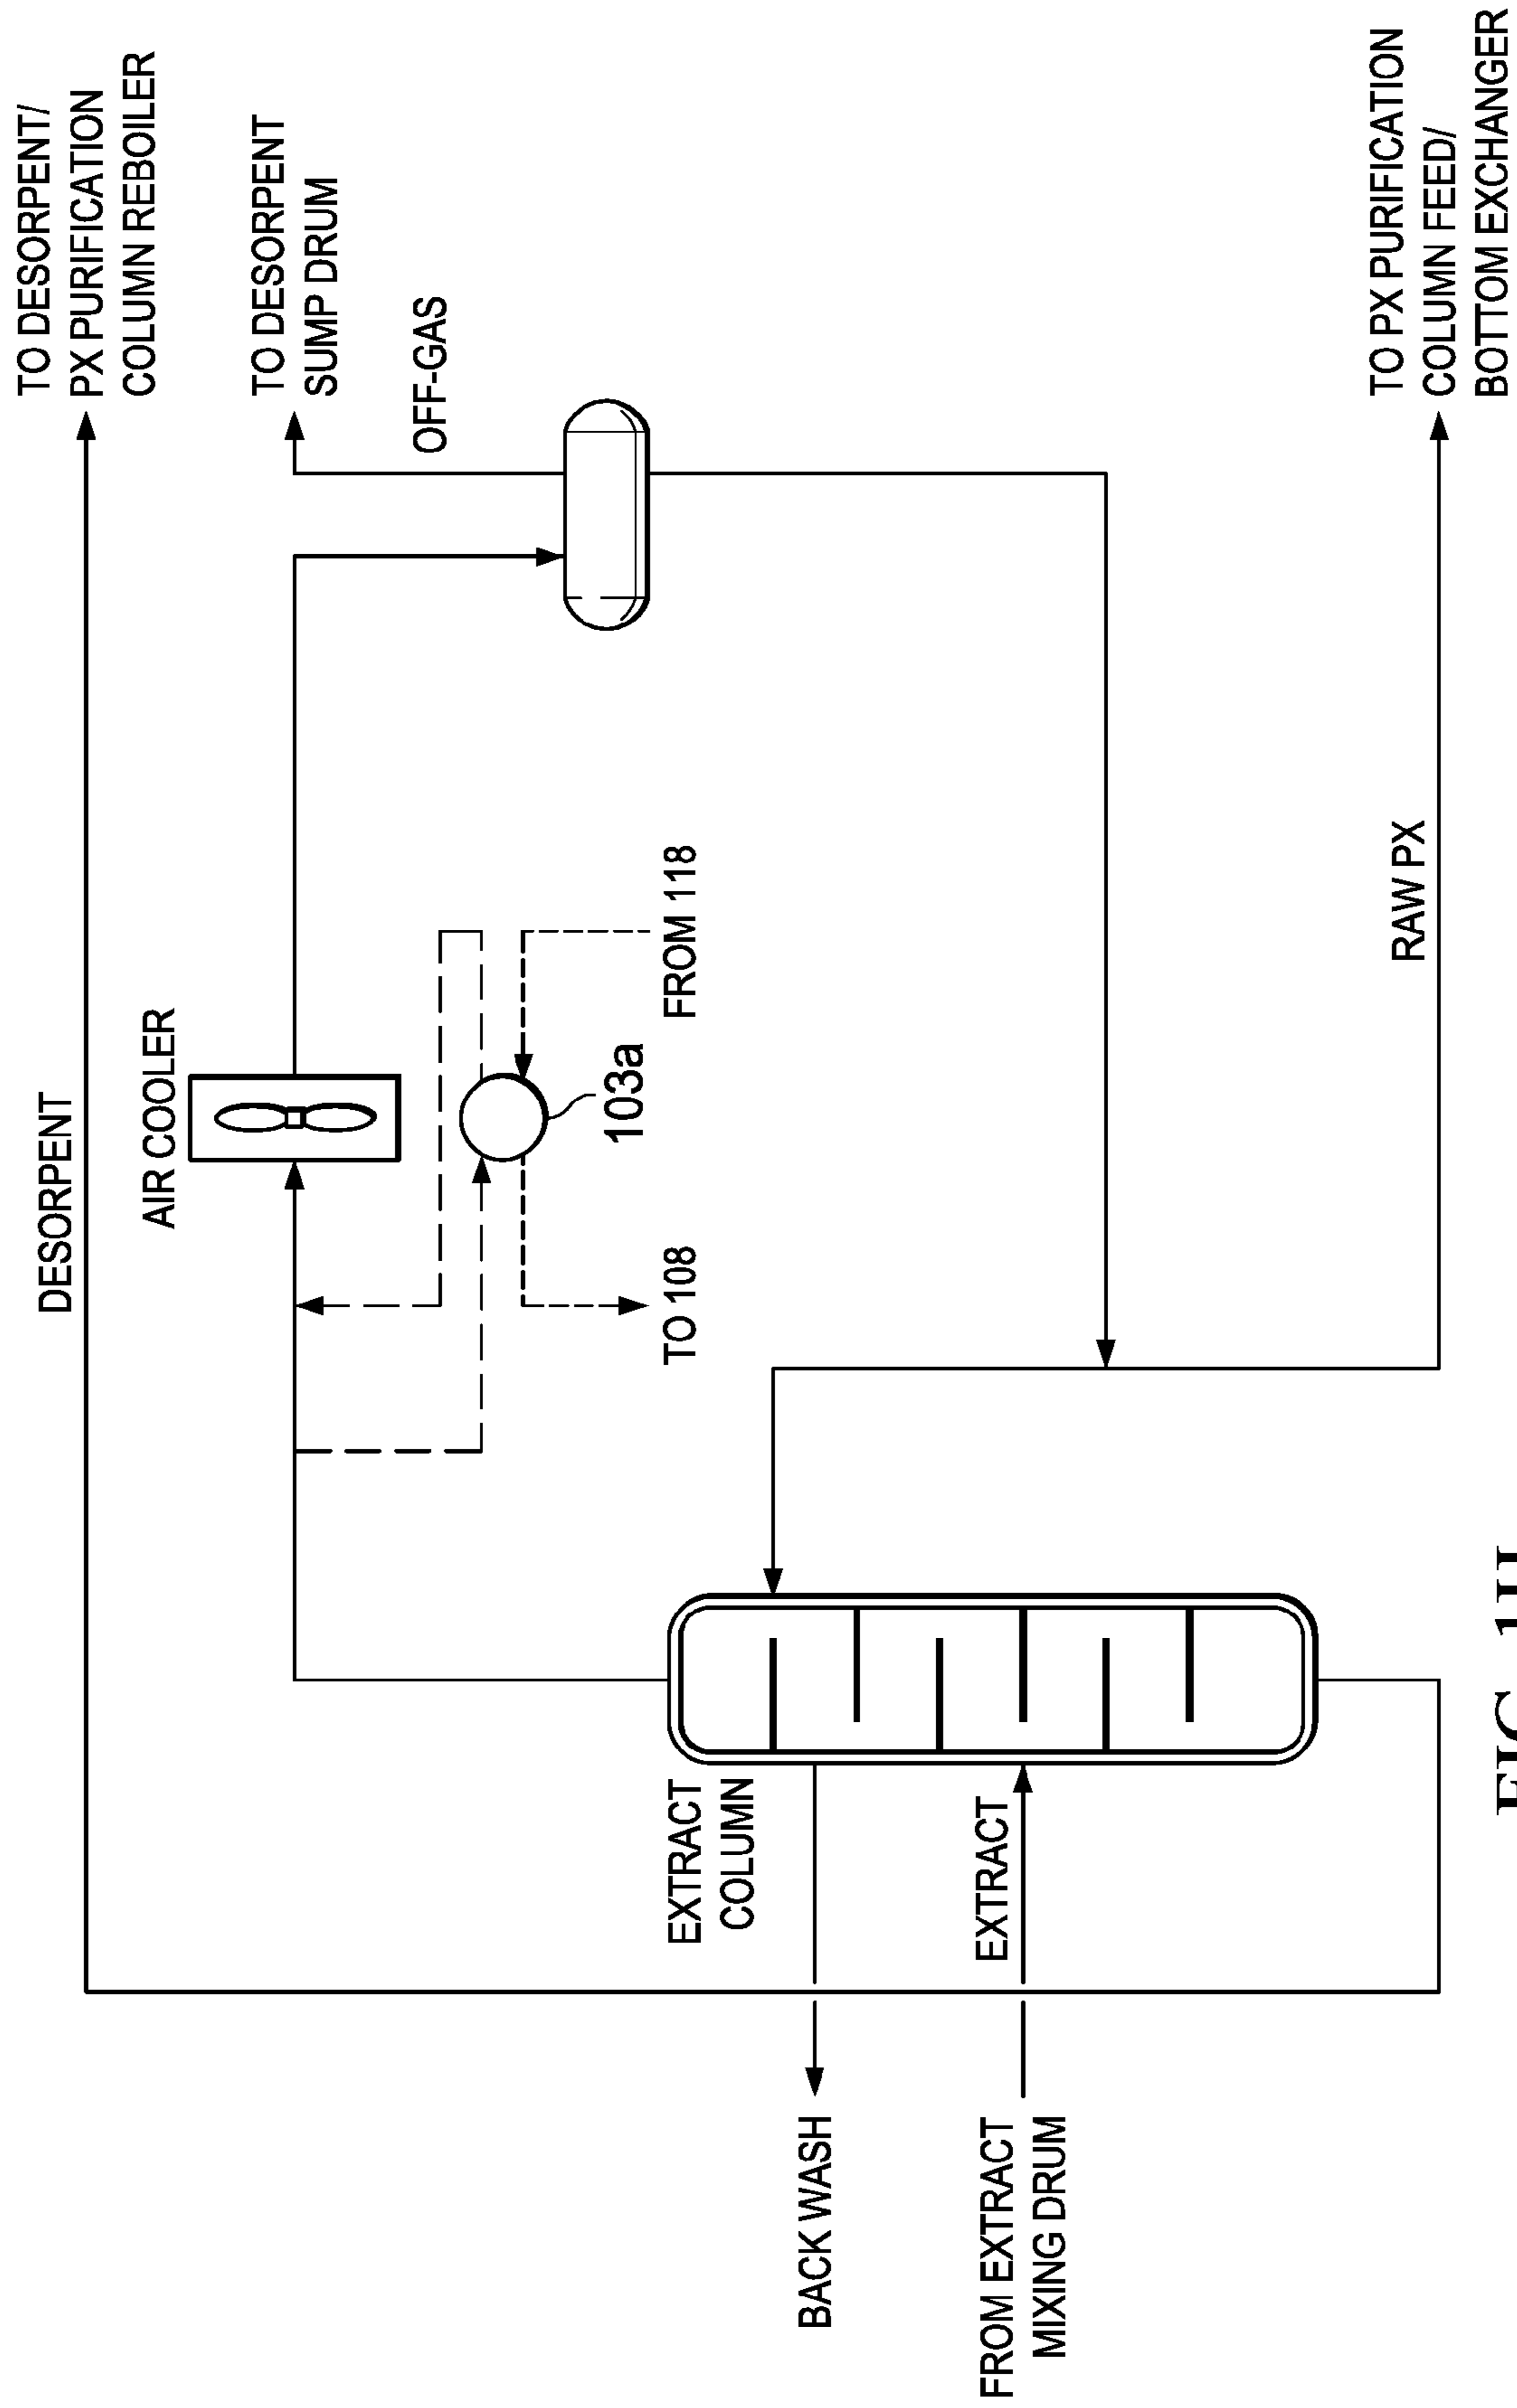 TO DESORPENT/
PX PURIFICATION
COLUMN REBOILER
DESORPENT
TO DESORPENT
SUMP DRUM
AIR COOLER
OFF-GAS
103a
FROM 118
TO 108
EXTRACT
COLUMN
BACK WASH
EXTRACT
FROM EXTRACT
MIXING DRUM
RAW PX
TO PX PURIFICATION
COLUMN FEED/
BOTTOM EXCHANGER